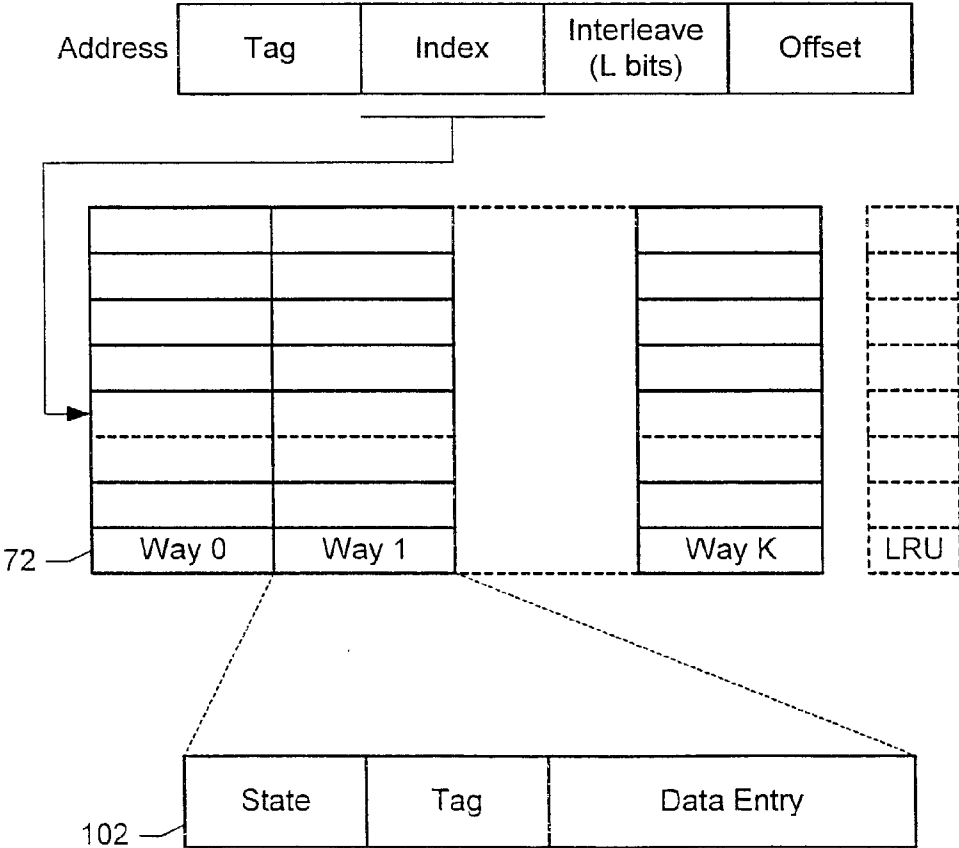 Address Tag Index Interleave (L bits) Offset
72 Way 0 Way 1 Way K LRU
State Tag Data Entry
102